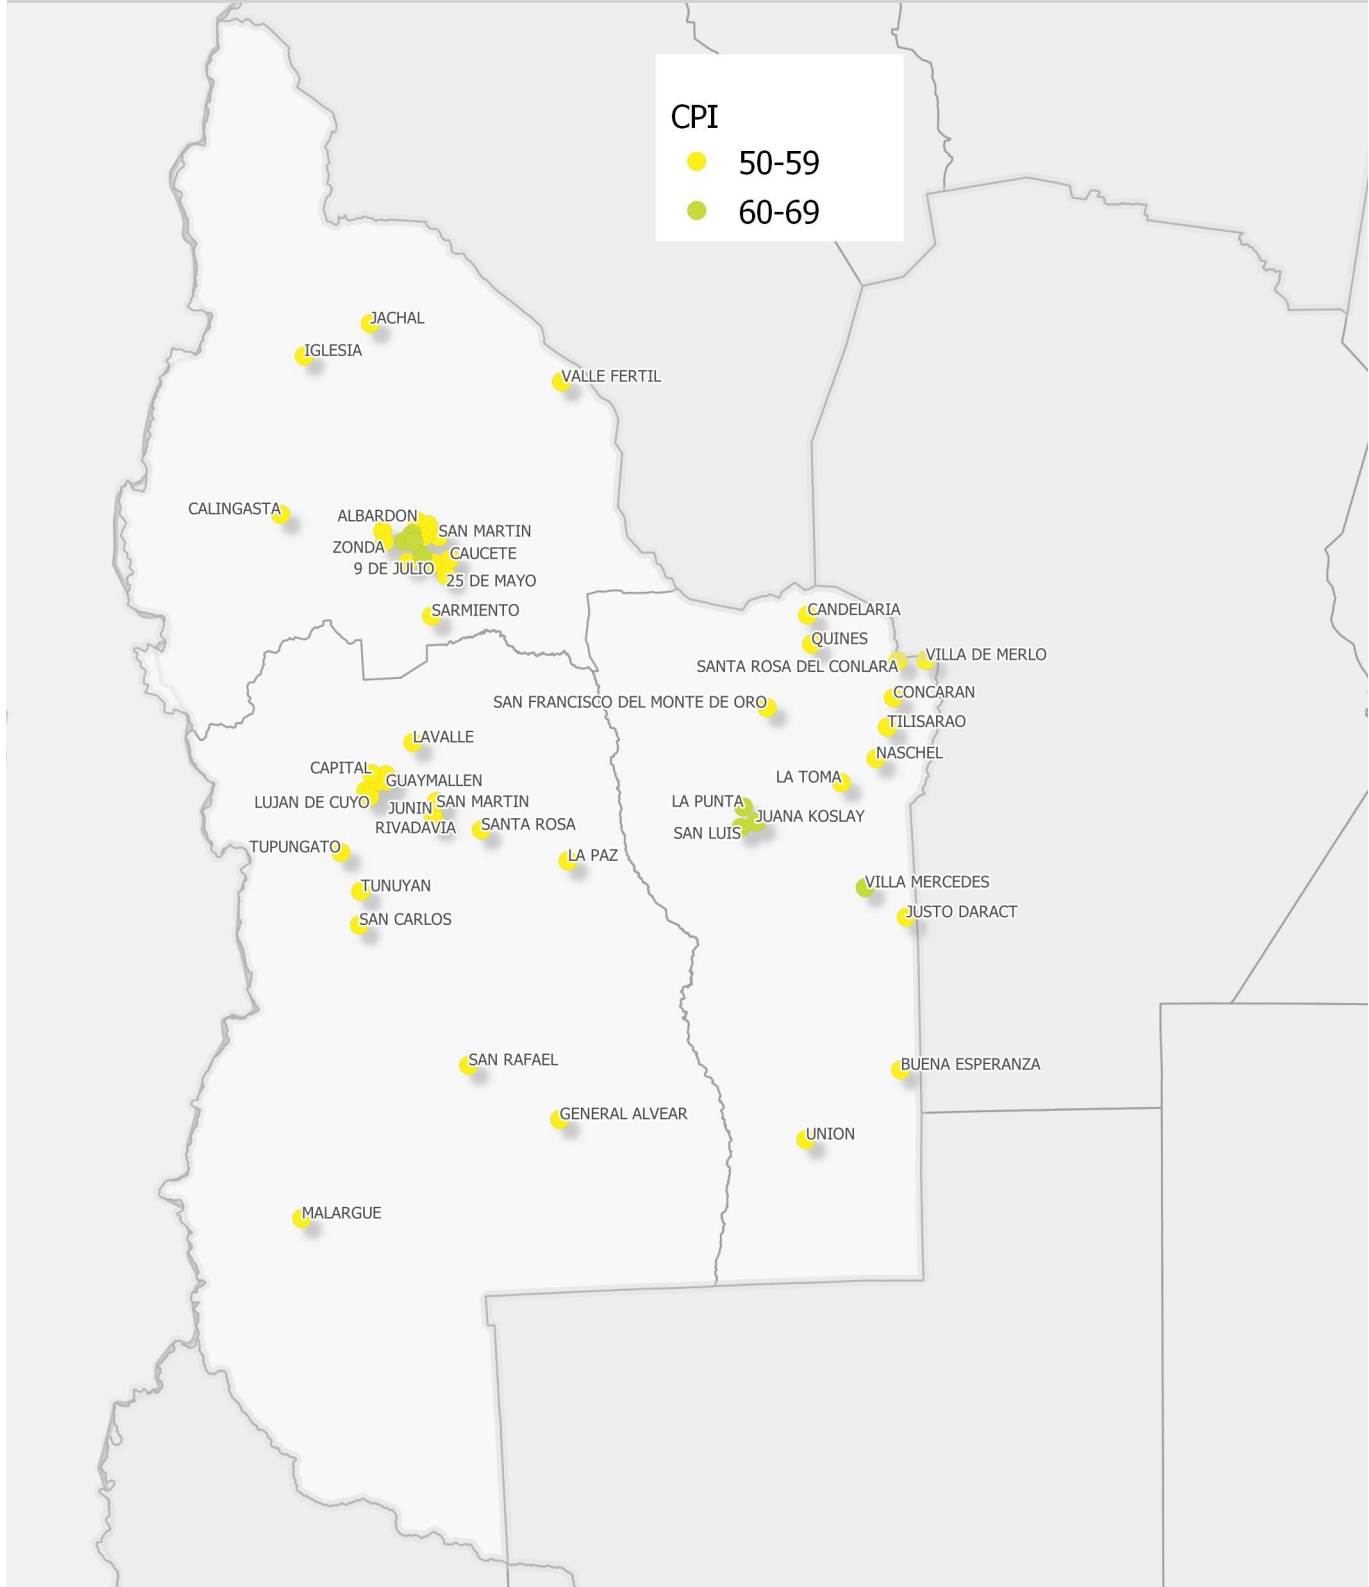 CPI
50-59
60-69
JACHAL
IGLESIA
VALLE FERTIL
CALINGASTA
ALBARDON
SAN MARTIN
ZONDA
CAUCETE
9 DE JULIO
25 DE MAYO
SARMIENTO
CANDELARIA
QUINES
SANTA ROSA DEL CONLARA
VILLA DE MERLO
CONCARAN
SAN FRANCISCO DEL MONTE DE ORO
TILISARAO
LAVALLE
NASCHEL
CAPITAL
GUAYMALLEN
LA TOMA
LUJAN DE CUYO
JUNIN
SAN MARTIN
LA PUNTA
JUANA KOSLAY
RIVADAVIA
SANTA ROSA
SAN LUIS
TUPUNGATO
LA PAZ
TUNUYAN
VILLA MERCEDES
SAN CARLOS
JUSTO DARACT
SAN RAFAEL
BUENA ESPERANZA
GENERAL ALVEAR
UNION
MALARGUE